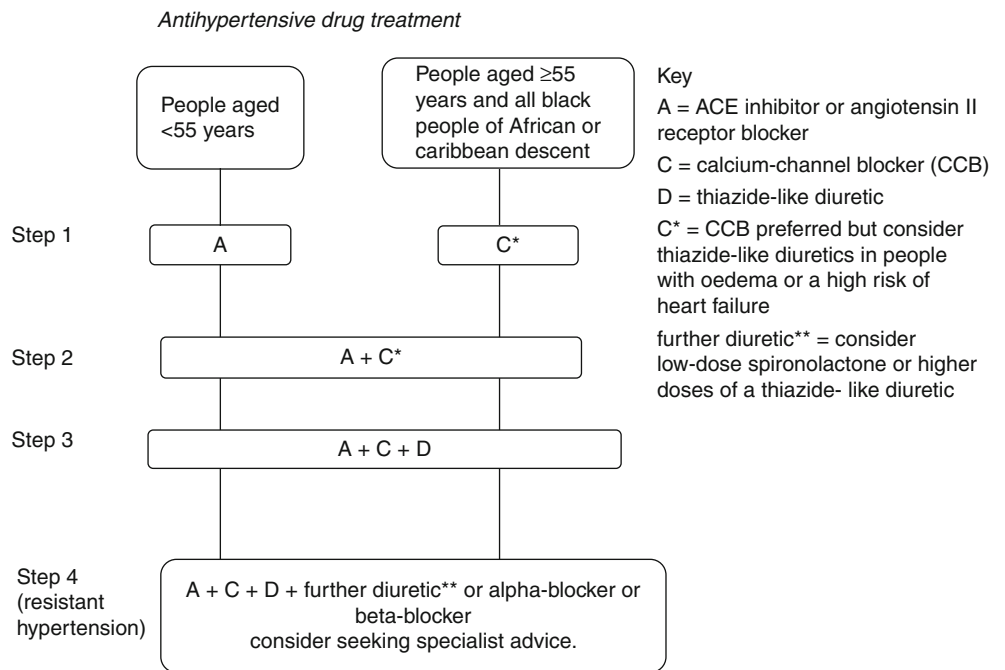 Antihypertensive drug treatment
People aged
<55 years
People aged ≥55
years and all black
people of African or
caribbean descent
Key
A = ACE inhibitor or angiotensin II
receptor blocker
C = calcium-channel blocker (CCB)
D = thiazide-like diuretic
C* = CCB preferred but consider
thiazide-like diuretics in people
with oedema or a high risk of
heart failure
further diuretic** = consider
low-dose spironolactone or higher
doses of a thiazide- like diuretic
Step 1
A
C*
Step 2
A + C*
Step 3
A + C + D
Step 4
(resistant
hypertension)
A + C + D + further diuretic** or alpha-blocker or
beta-blocker
consider seeking specialist advice.